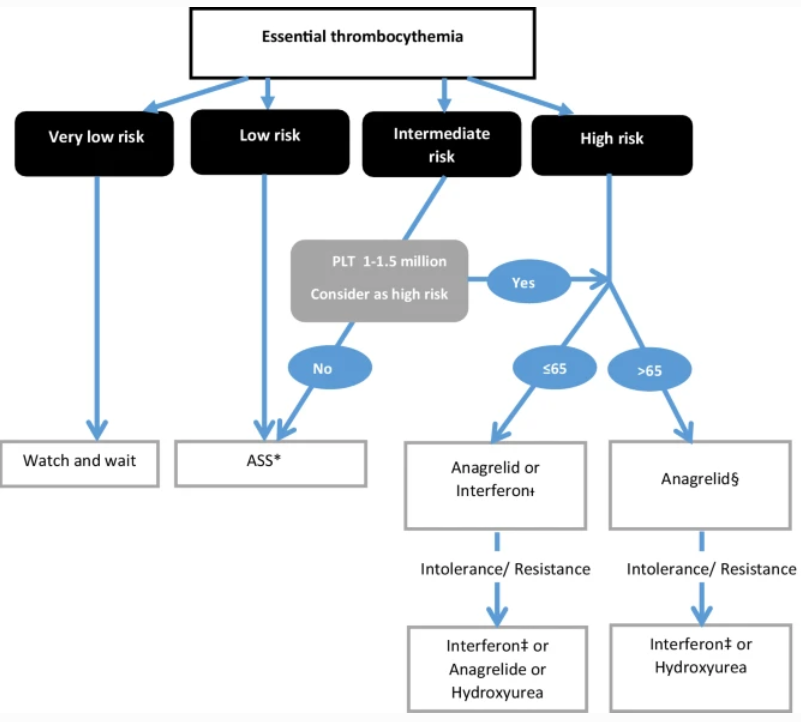 Essential thrombocythemia
Very low risk
Low risk
Intermediate
risk
High risk
PLT 1-1.5 million
Consider as high risk
Yes
No
≤65
>65
Watch and wait
ASS*
Anagrelid or
Interferonƚ
Anagrelid§
Intolerance/ Resistance
Intolerance/ Resistance
Interferon‡ or
Anagrelide or
Hydroxyurea
Interferon‡ or
Hydroxyurea